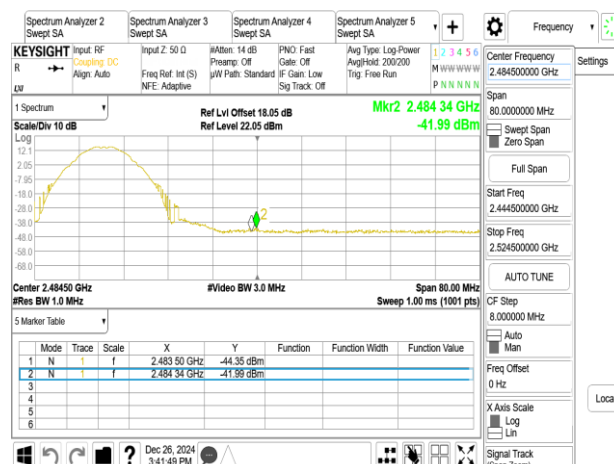 Spectrum Analyzer 2
Swept SA
Spectrum Analyzer 3
Swept SA
Spectrum Analyzer 4
Swept SA
Spectrum Analyzer 5
Swept SA
+
Frequency
Settings
KEYSIGHT
R
Input: RF
Coupling: DC
Align: Auto
Input Z: 50 Ω
Freq Ref: Int (S)
NFE: Adaptive
#Atten: 14 dB
Preamp: Off
µW Path: Standard
PNO: Fast
Gate: Off
IF Gain: Low
Sig Track: Off
Avg Type: Log-Power
Avg|Hold: 200/200
Trig: Free Run
1 2 3 4 5 6
M W W W W W
P N N N N N
1 Spectrum
Scale/Div 10 dB
Ref Lvl Offset 18.05 dB
Ref Level 22.05 dBm
Mkr2 2.484 34 GHz
-41.99 dBm
Log
12.1
2.05
-7.95
-18.0
-28.0
-38.0
-48.0
-58.0
-68.0
2
Center 2.48450 GHz
#Res BW 1.0 MHz
#Video BW 3.0 MHz
Span 80.00 MHz
Sweep 1.00 ms (1001 pts)
5 Marker Table
Mode Trace Scale X Y Function Function Width Function Value
1 N 1 f 2.483 50 GHz -44.35 dBm
2 N 1 f 2.484 34 GHz -41.99 dBm
3
4
5
6
?
Dec 26, 2024
3:41:49 PM
Center Frequency
2.484500000 GHz
Span
80.0000000 MHz
Swept Span
Zero Span
Full Span
Start Freq
2.444500000 GHz
Stop Freq
2.524500000 GHz
AUTO TUNE
CF Step
8.000000 MHz
Auto
Man
Freq Offset
0 Hz
X Axis Scale
Log
Lin
Signal Track
Loca